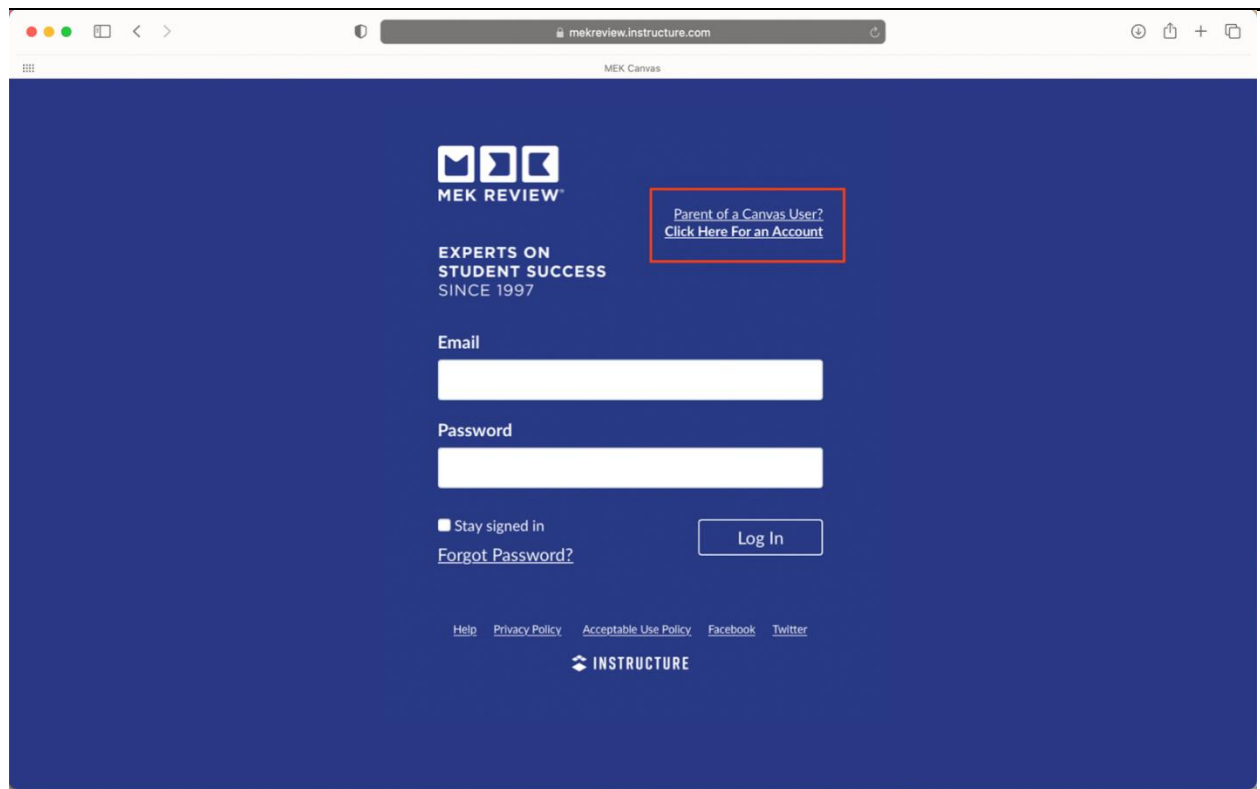 mekreview.instructure.com
MEK Canvas
MEK REVIEW®
Parent of a Canvas User?
Click Here For an Account
EXPERTS ON
STUDENT SUCCESS
SINCE 1997
Email
Password
Stay signed in
Log In
Forgot Password?
Help Privacy Policy Acceptable Use Policy Facebook Twitter
INSTRUCTURE